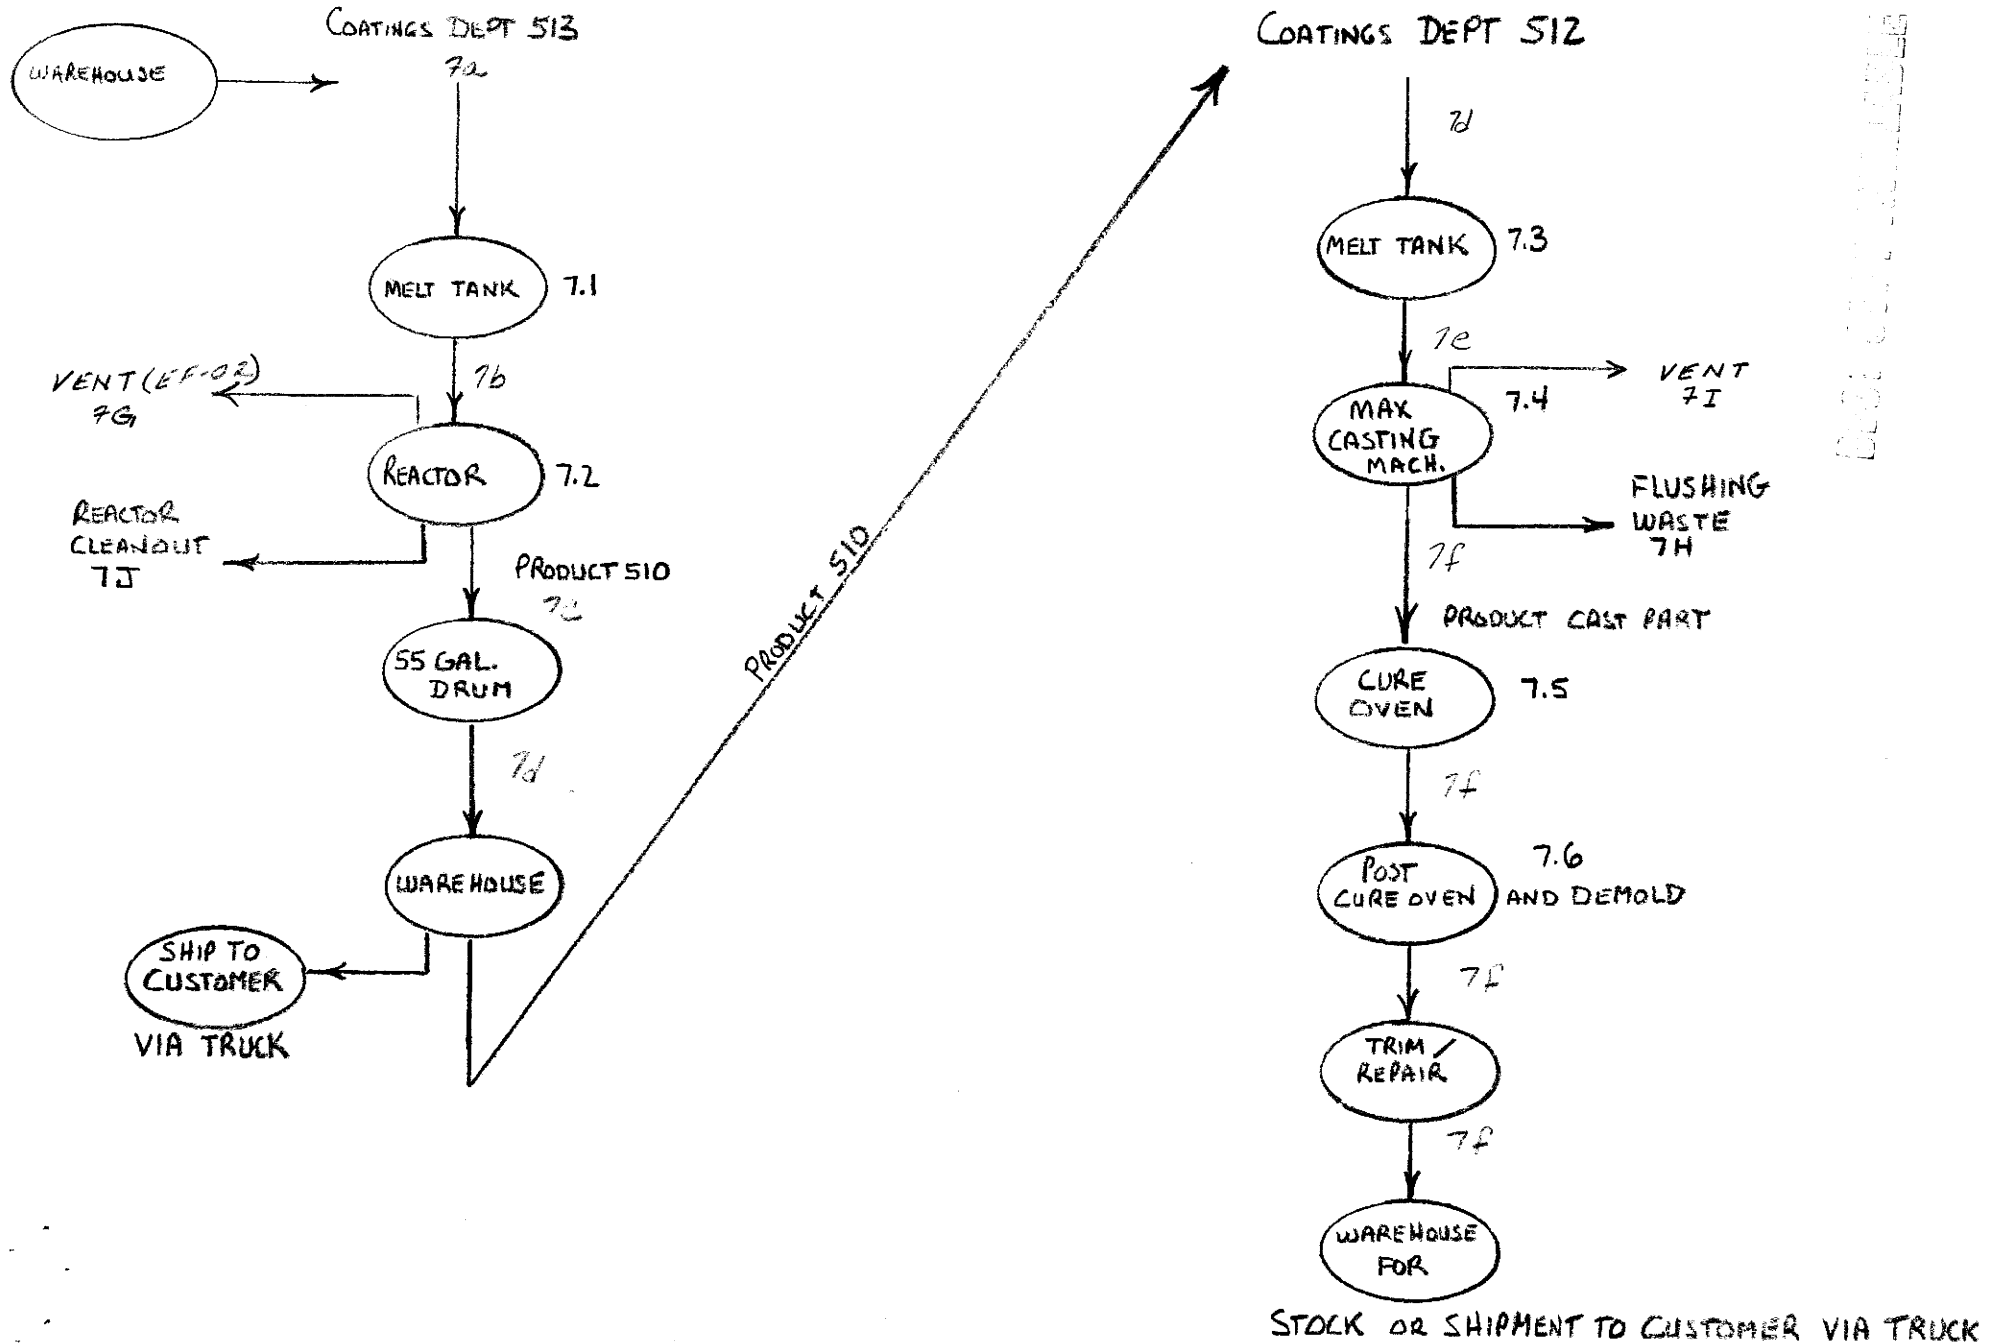 WAREHOUSE
COATINGS DEPT 513
7a
MELT TANK
7.1
7b
VENT (EF-02)
7G
REACTOR
7.2
REACTOR
CLEANOUT
7J
PRODUCT 510
7c
55 GAL.
DRUM
7d
WAREHOUSE
SHIP TO
CUSTOMER
VIA TRUCK
PRODUCT 510
COATINGS DEPT 512
7d
MELT TANK
7.3
7e
VENT
7I
MAX
CASTING
MACH.
7.4
FLUSHING
WASTE
7H
7f
PRODUCT CAST PART
CURE
OVEN
7.5
7f
POST
CURE OVEN
7.6
AND DEMOLD
7f
TRIM /
REPAIR
7f
WAREHOUSE
FOR
STOCK OR SHIPMENT TO CUSTOMER VIA TRUCK